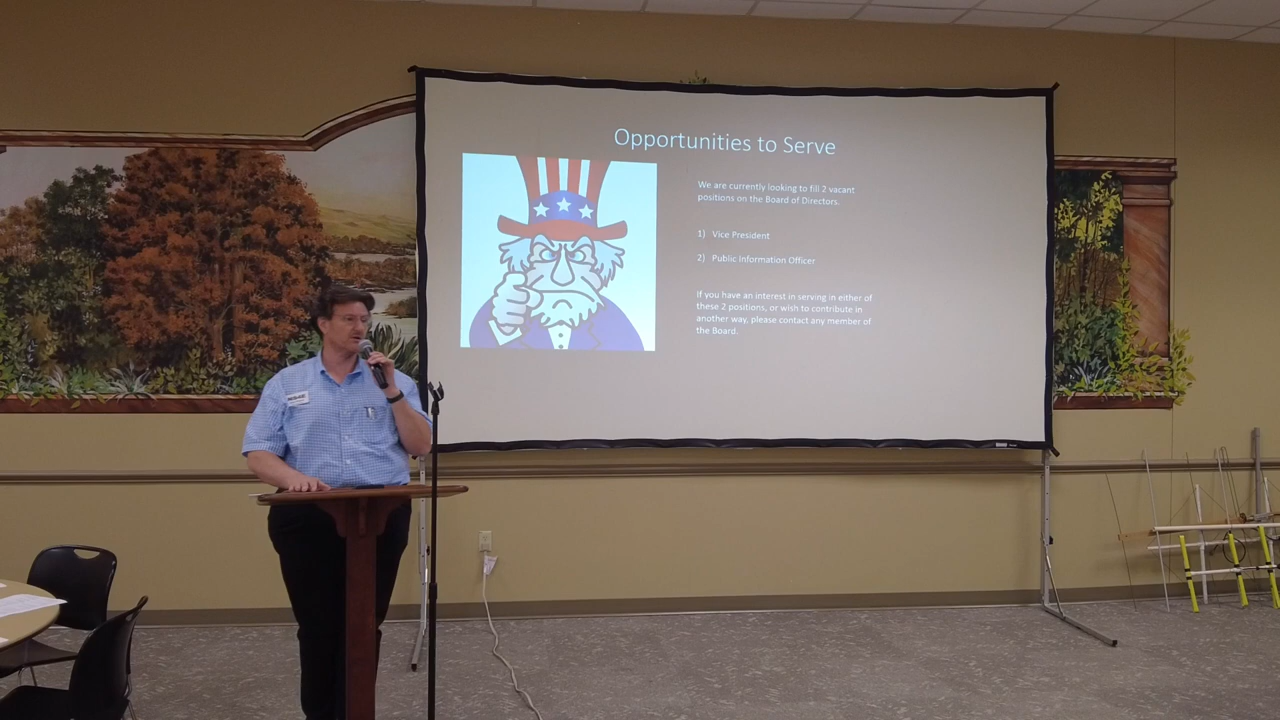 Opportunities to Serve
We are currently looking to fill 2 vacant
positions on the Board of Directors.
1) Vice President
2) Public Information Officer
If you have an interest in serving in either of
these 2 positions, or wish to contribute in
another way, please contact any member of
the Board.